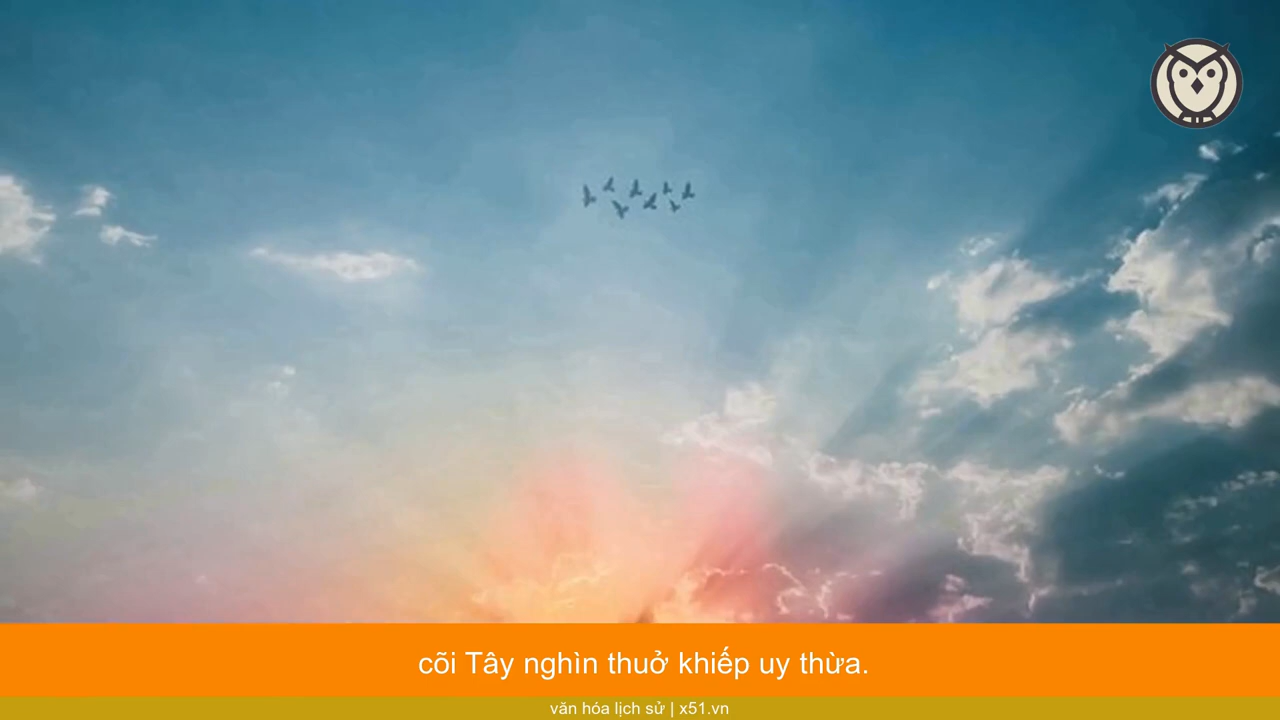 cõi Tây nghìn thuở khiếp uy thừa.
văn hóa lịch sử | x51.vn